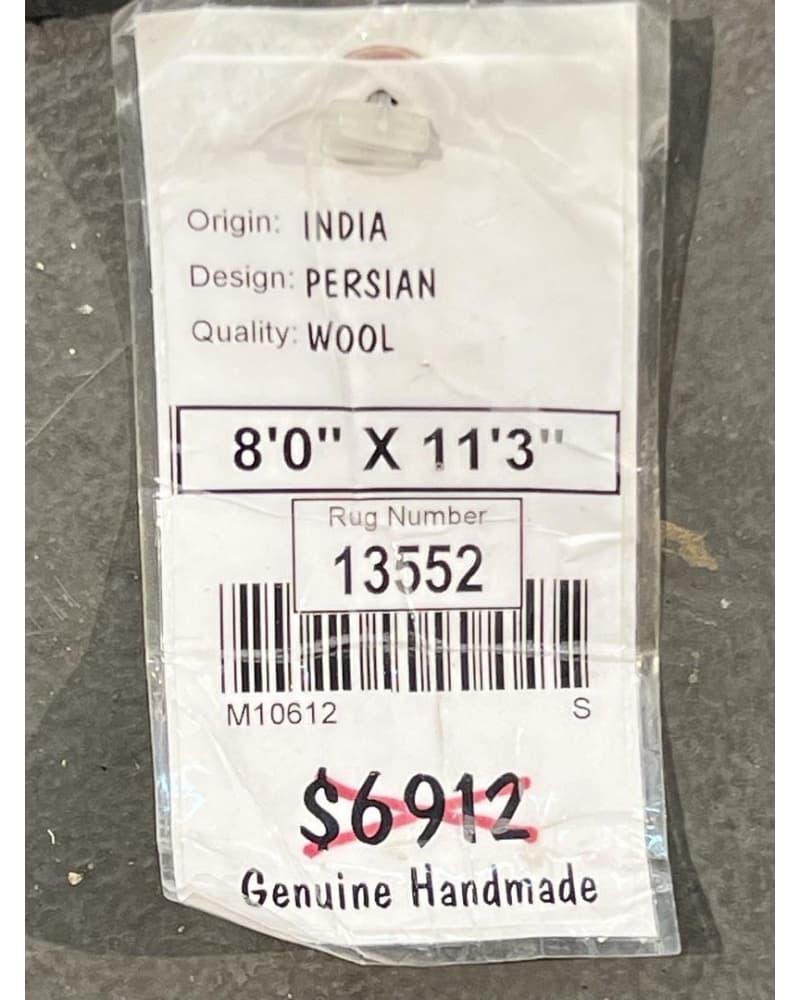 Origin: INDIA
Design: PERSIAN
Quality: WOOL
8'0" X 11'3"
Rug Number
13552
M10612 S
$6912
Genuine Handmade